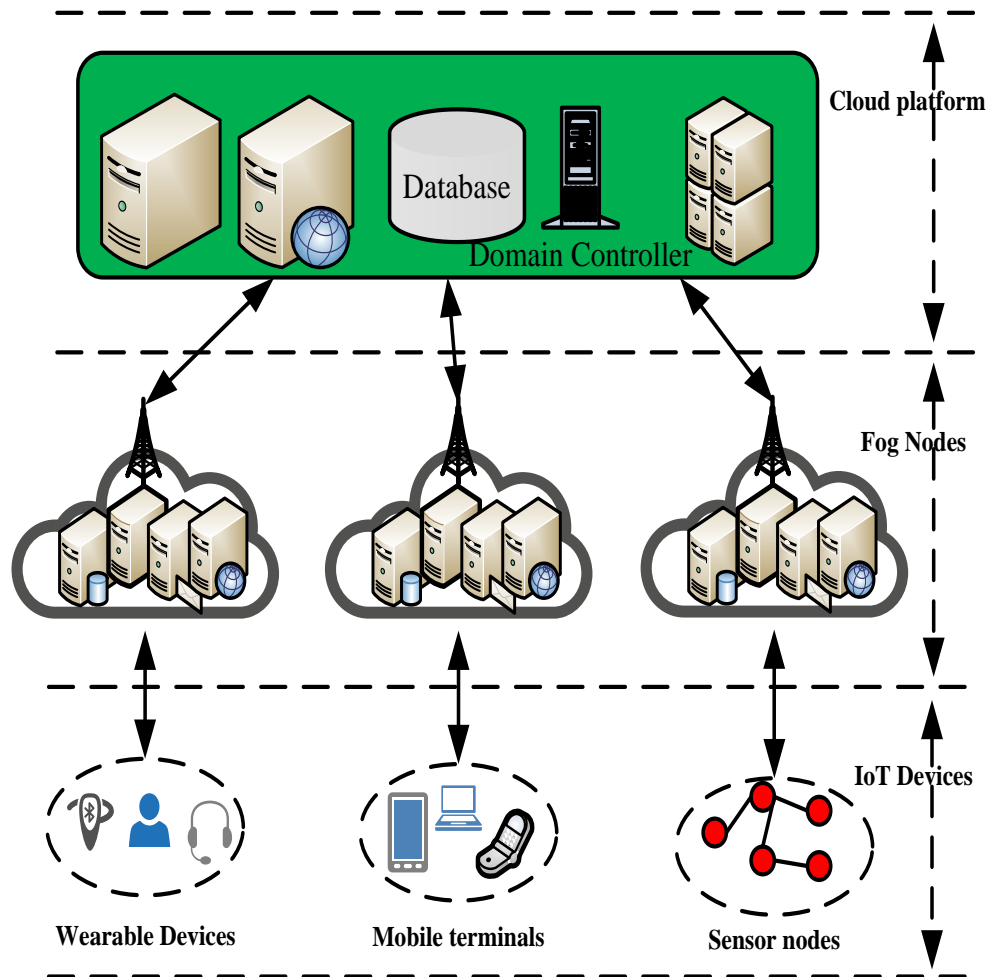 Cloud platform
Database
Domain Controller
Fog Nodes
IoT Devices
Wearable Devices
Mobile terminals
Sensor nodes